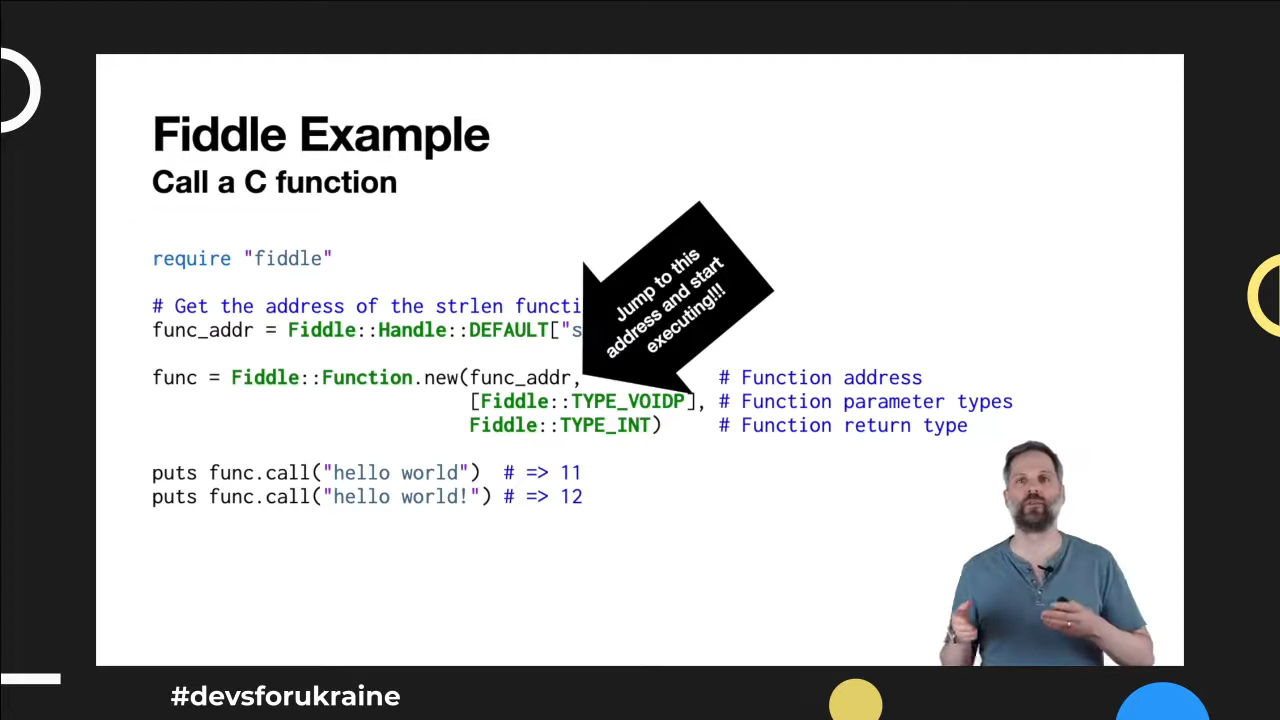 Fiddle Example
Call a C function
require "fiddle"
# Get the address of the strlen
func_addr = Fiddle::Handle::DEFAULT["s
Jump to this
address and start
executing!!!
func = Fiddle::Function.new(func_addr, # Function address
[Fiddle::TYPE_VOIDP], # Function parameter types
Fiddle::TYPE_INT) # Function return type
puts func.call("hello world") # => 11
puts func.call("hello world!") # => 12
#devsforukraine